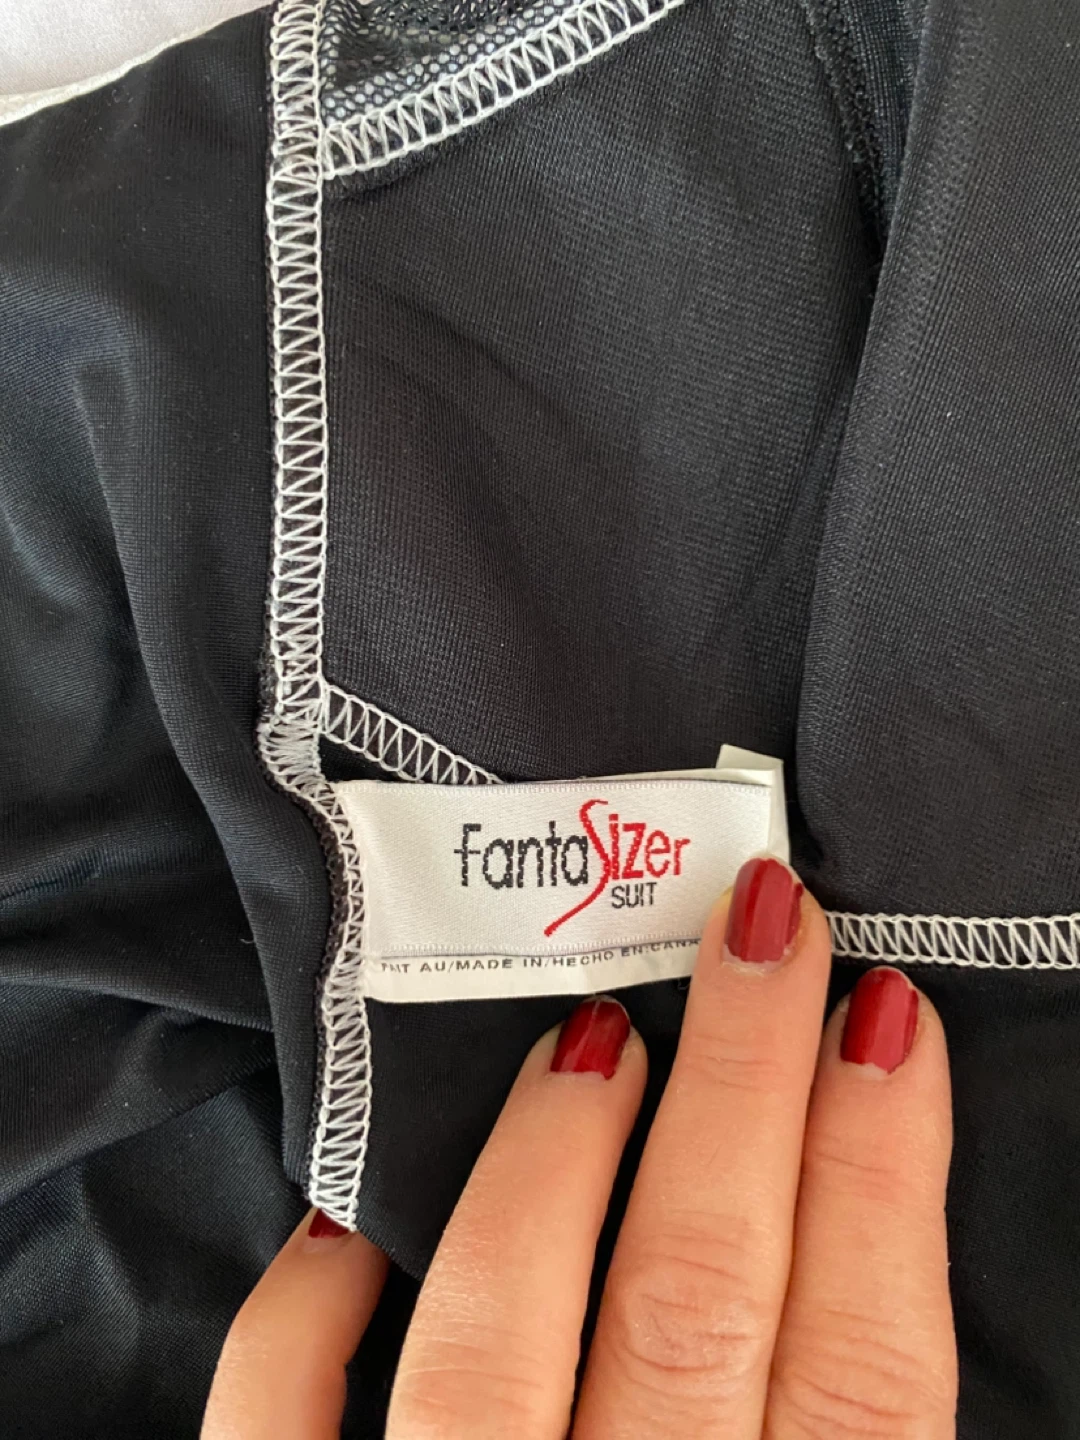 fantaSizer
SUIT
FAIT AU/MADE IN/HECHO EN:CANA